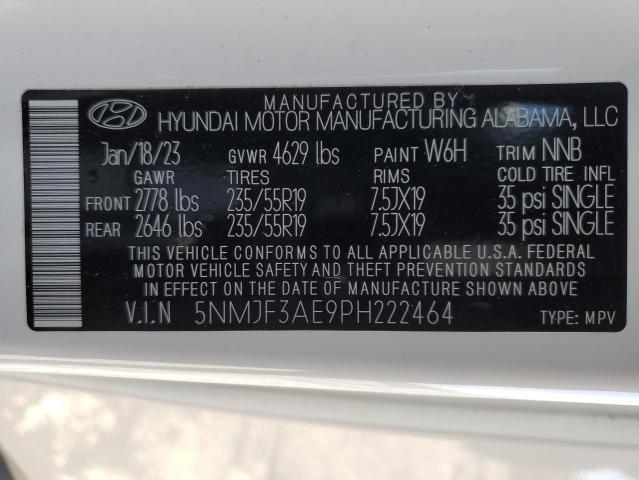 MANUFACTURED BY
HYUNDAI MOTOR MANUFACTURING ALABAMA, LLC
Jan/18/23 GVWR 4629 lbs PAINT W6H TRIM NNB
GAWR TIRES RIMS COLD TIRE INFL
FRONT 2778 lbs 235/55R19 7.5JX19 35 psi SINGLE
REAR 2646 lbs 235/55R19 7.5JX19 35 psi SINGLE
THIS VEHICLE CONFORMS TO ALL APPLICABLE U.S.A. FEDERAL
MOTOR VEHICLE SAFETY AND THEFT PREVENTION STANDARDS
IN EFFECT ON THE DATE OF MANUFACTURE SHOWN ABOVE
V.I.N 5NMJF3AE9PH222464 TYPE: MPV